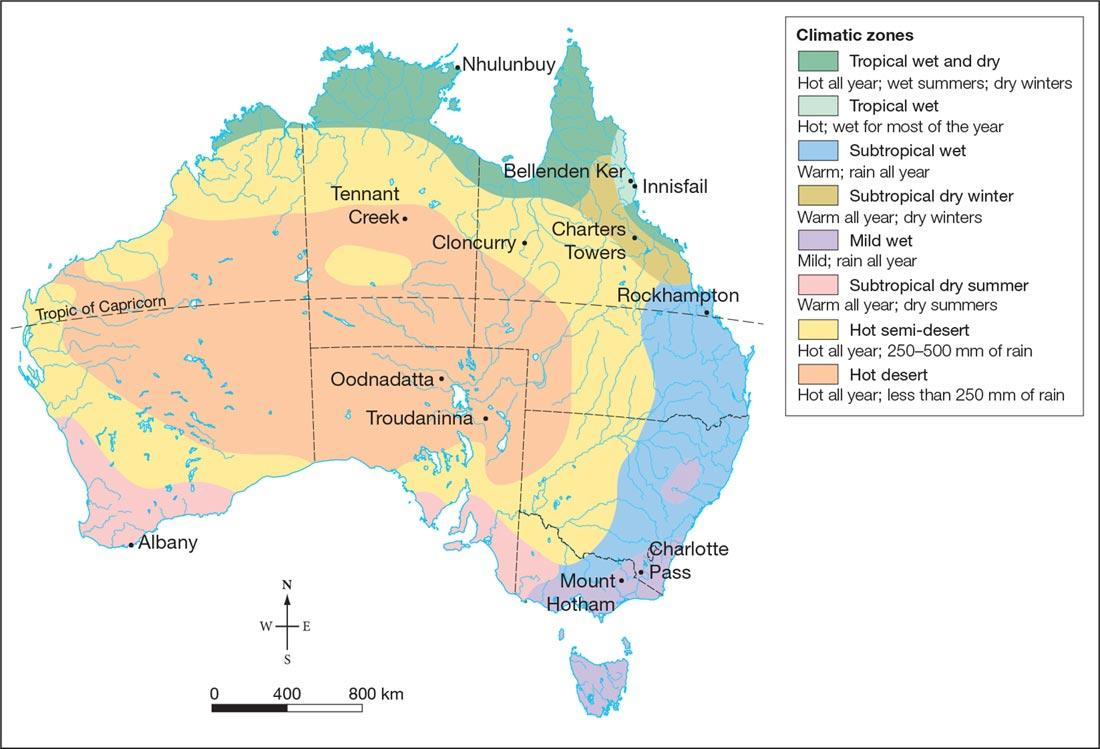 Nhulunbuy
Bellenden Ker
Innisfail
Tennant
Creek
Cloncurry
Charters
Towers
Rockhampton
Tropic of Capricorn
Oodnadatta
Troudaninna
Albany
Charlotte
Pass
Mount
Hotham
N
W E
S
0 400 800 km
Climatic zones
Tropical wet and dry
Hot all year; wet summers; dry winters
Tropical wet
Hot; wet for most of the year
Subtropical wet
Warm; rain all year
Subtropical dry winter
Warm all year; dry winters
Mild wet
Mild; rain all year
Subtropical dry summer
Warm all year; dry summers
Hot semi-desert
Hot all year; 250–500 mm of rain
Hot desert
Hot all year; less than 250 mm of rain